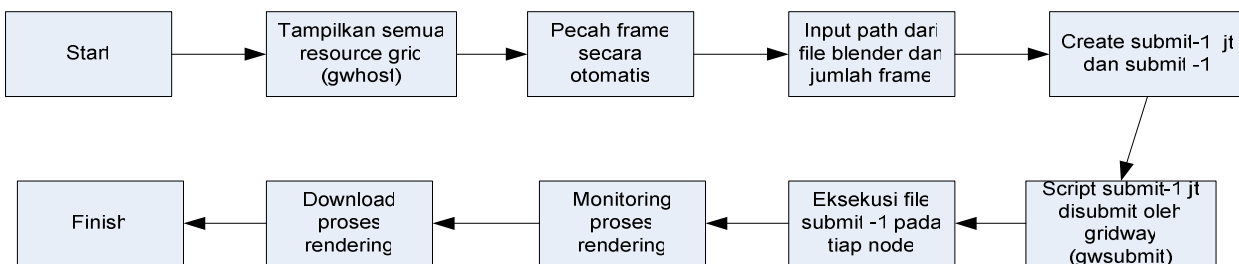 Start
Tampilkan semua
resource grid
(gwhost)
Pecah frame
secara
otomatis
Input path dari
file blender dan
jumlah frame
Create submit-1 jt
dan submit -1
Script submit-1 jt
disubmit oleh
gridway
(gwsubmit)
Eksekusi file
submit -1 pada
tiap node
Monitoring
proses
rendering
Download
proses
rendering
Finish